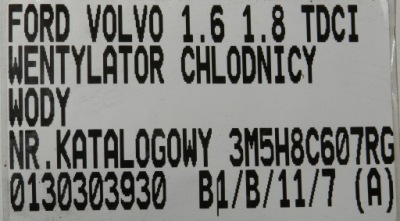 FORD VOLVO 1.6 1.8 TDCI
WENTYLATOR CHLODNICY
WODY
NR.KATALOGOWY 3M5H8C607RG
0130303930 B1/B/11/7 (A)